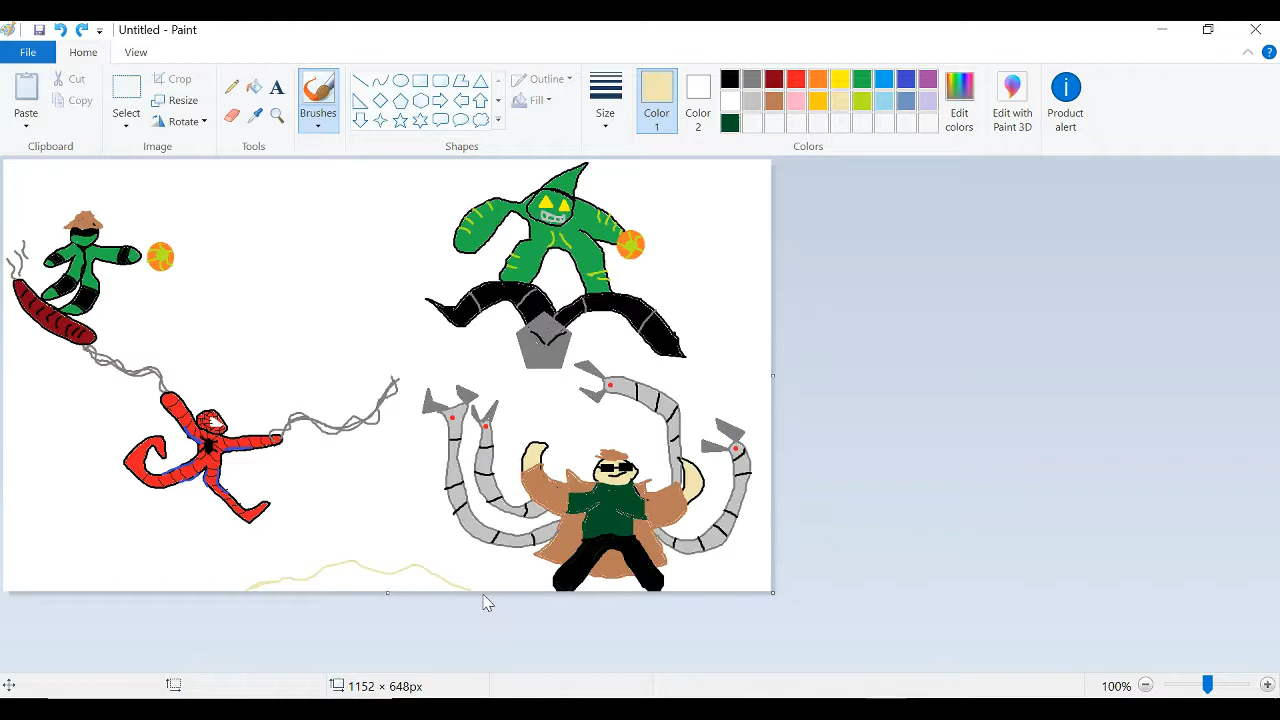 Untitled - Paint
File
Home
View
Paste
Cut
Copy
Clipboard
Select
Crop
Resize
Rotate
Image
A
Tools
Brushes
Outline
Fill
Shapes
Size
Color
1
Color
2
Edit
colors
Colors
Edit with
Paint 3D
Product
alert
1152 × 648px
100%